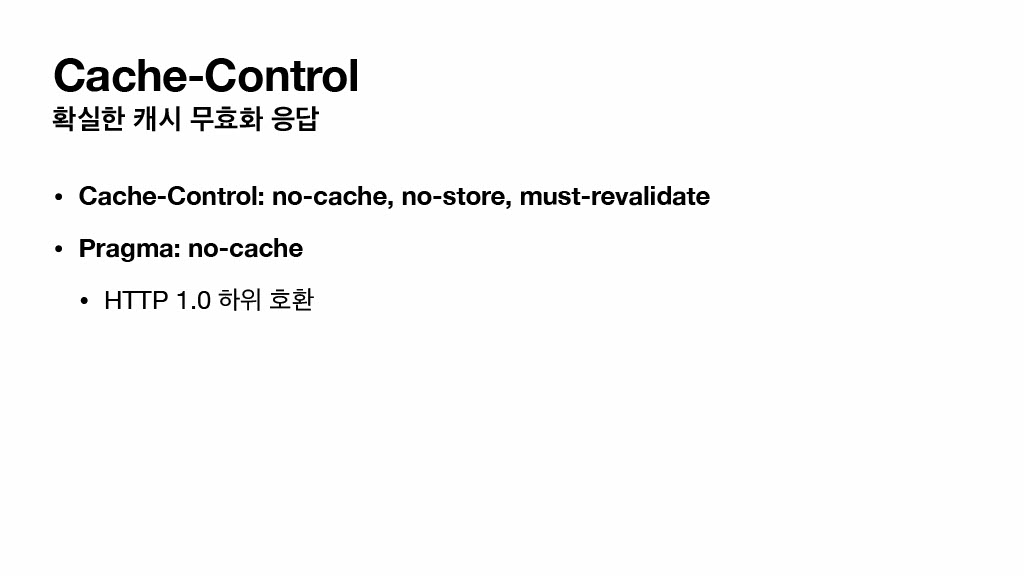 Cache-Control
확실한 캐시 무효화 응답
• Cache-Control: no-cache, no-store, must-revalidate
• Pragma: no-cache
• HTTP 1.0 하위 호환